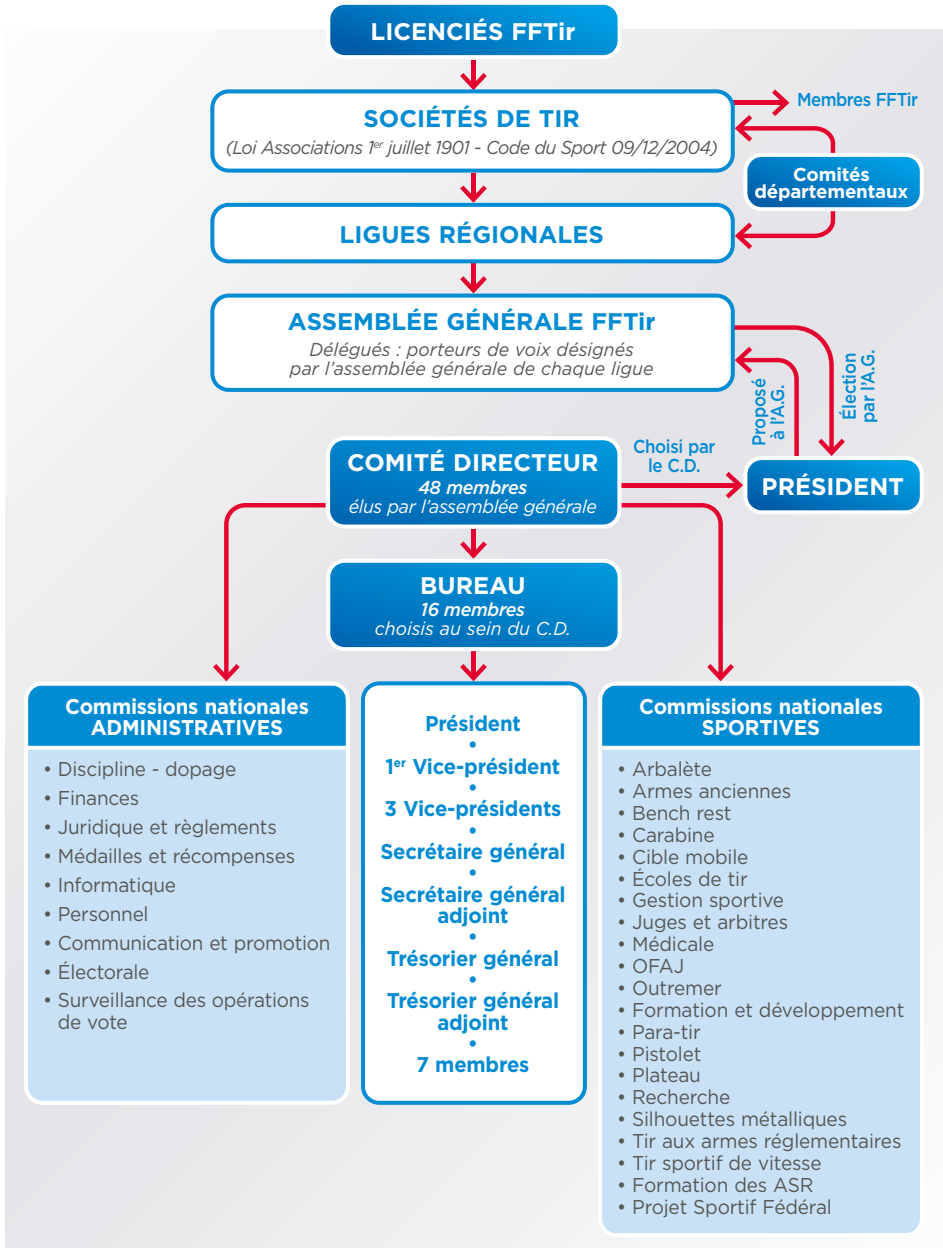 LICENCIÉS FFTir
SOCIÉTÉS DE TIR
(Loi Associations 1er juillet 1901 - Code du Sport 09/12/2004)
Membres FFTir
Comités
départementaux
LIGUES RÉGIONALES
ASSEMBLÉE GÉNÉRALE FFTir
Délégués : porteurs de voix désignés
par l'assemblée générale de chaque ligue
Proposé
à l'A.G.
Élection
par l'A.G.
COMITÉ DIRECTEUR
48 membres
élus par l'assemblée générale
Choisi par
le C.D.
PRÉSIDENT
BUREAU
16 membres
choisis au sein du C.D.
Commissions nationales
ADMINISTRATIVES
• Discipline - dopage
• Finances
• Juridique et règlements
• Médailles et récompenses
• Informatique
• Personnel
• Communication et promotion
• Électorale
• Surveillance des opérations
de vote
Président
•
1er Vice-président
•
3 Vice-présidents
•
Secrétaire général
•
Secrétaire général
adjoint
•
Trésorier général
•
Trésorier général
adjoint
•
7 membres
Commissions nationales
SPORTIVES
• Arbalète
• Armes anciennes
• Bench rest
• Carabine
• Cible mobile
• Écoles de tir
• Gestion sportive
• Juges et arbitres
• Médicale
• OFAJ
• Outremer
• Formation et développement
• Para-tir
• Pistolet
• Plateau
• Recherche
• Silhouettes métalliques
• Tir aux armes réglementaires
• Tir sportif de vitesse
• Formation des ASR
• Projet Sportif Fédéral